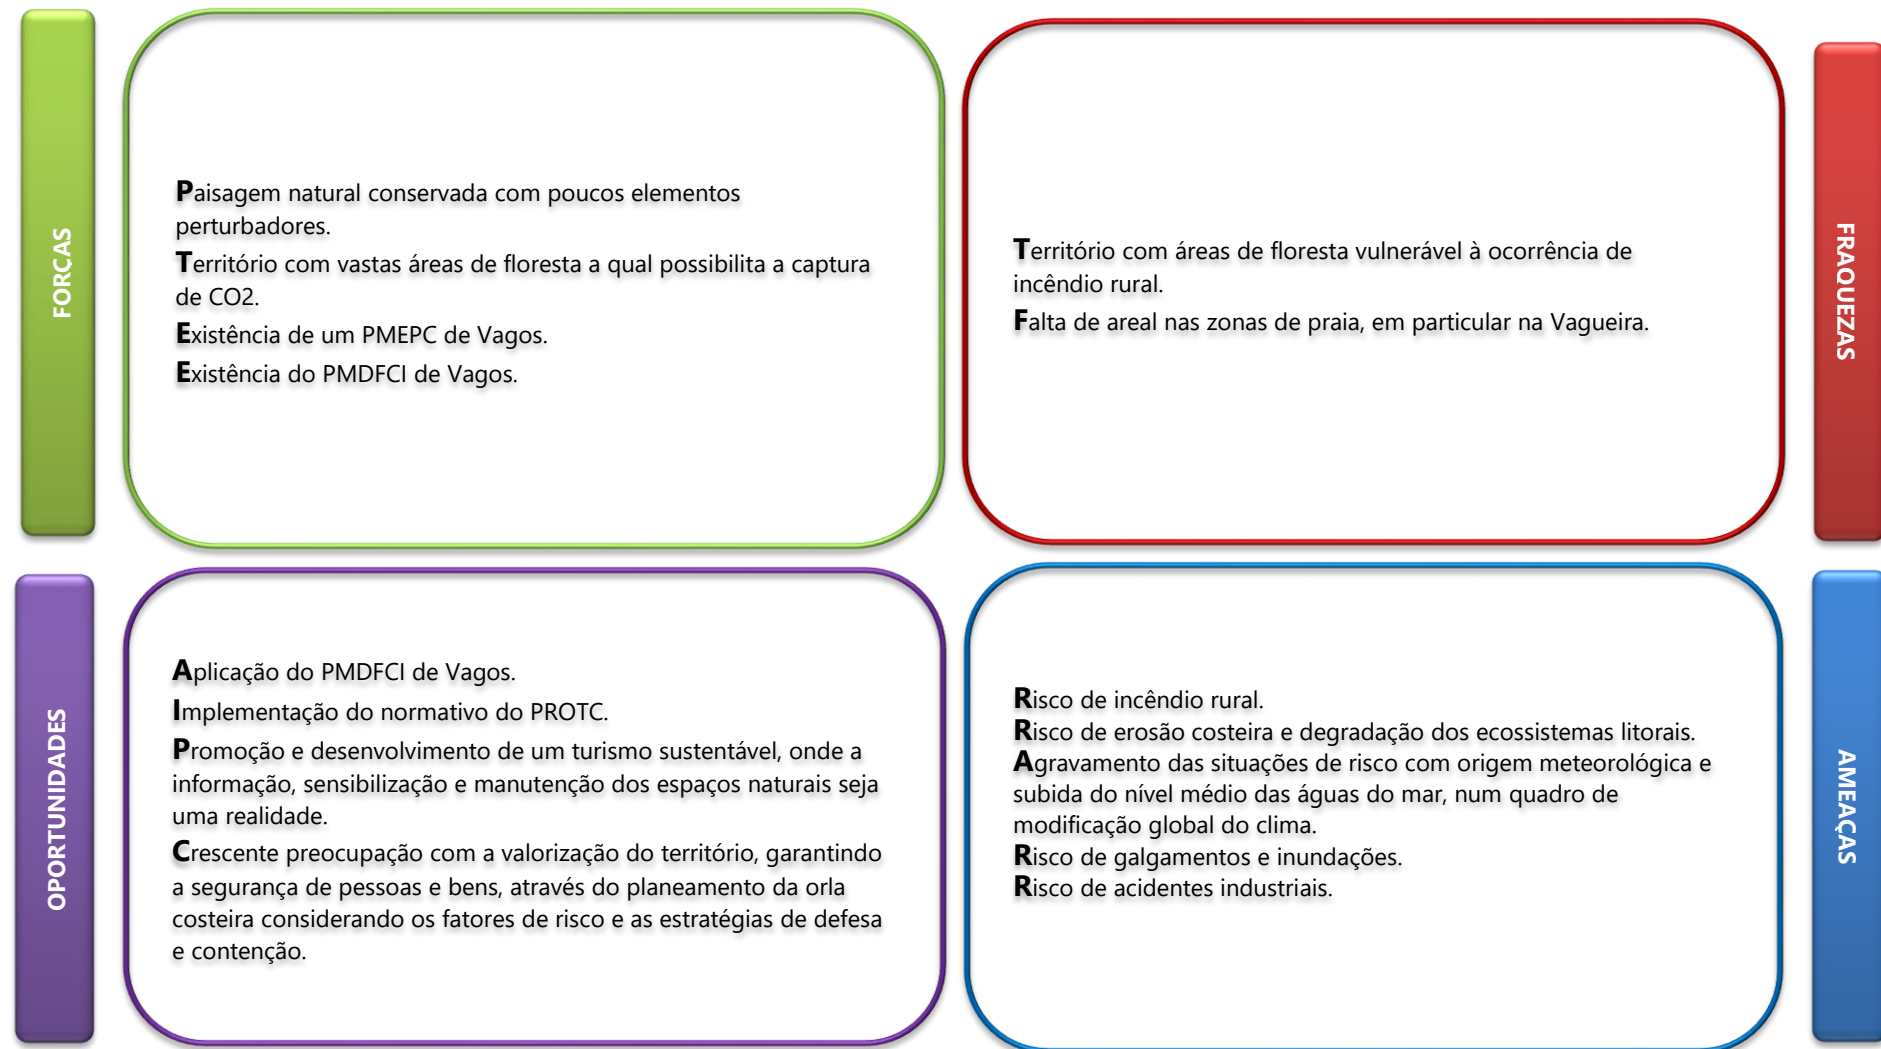 FORÇAS
Paisagem natural conservada com poucos elementos
perturbadores.
Território com vastas áreas de floresta a qual possibilita a captura
de CO2.
Existência de um PMEPC de Vagos.
Existência do PMDFCI de Vagos.
FRAQUEZAS
Território com áreas de floresta vulnerável à ocorrência de
incêndio rural.
Falta de areal nas zonas de praia, em particular na Vagueira.
OPORTUNIDADES
Aplicação do PMDFCI de Vagos.
Implementação do normativo do PROTC.
Promoção e desenvolvimento de um turismo sustentável, onde a
informação, sensibilização e manutenção dos espaços naturais seja
uma realidade.
Crescente preocupação com a valorização do território, garantindo
a segurança de pessoas e bens, através do planeamento da orla
costeira considerando os fatores de risco e as estratégias de defesa
e contenção.
AMEAÇAS
Risco de incêndio rural.
Risco de erosão costeira e degradação dos ecossistemas litorais.
Agravamento das situações de risco com origem meteorológica e
subida do nível médio das águas do mar, num quadro de
modificação global do clima.
Risco de galgamentos e inundações.
Risco de acidentes industriais.